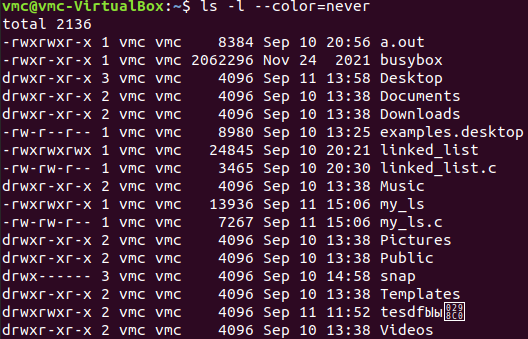 vmc@vmc-VirtualBox:~$ ls -l --color=never
total 2136
-rwxrwxr-x 1 vmc vmc    8384 Sep 10 20:56 a.out
-rwxr-xr-x 1 vmc vmc 2062296 Nov 24  2021 busybox
drwxr-xr-x 3 vmc vmc    4096 Sep 11 13:58 Desktop
drwxr-xr-x 2 vmc vmc    4096 Sep 10 13:38 Documents
drwxr-xr-x 2 vmc vmc    4096 Sep 10 13:38 Downloads
-rw-r--r-- 1 vmc vmc    8980 Sep 10 13:25 examples.desktop
-rwxrwxrwx 1 vmc vmc   24845 Sep 10 20:21 linked_list
-rw-rw-r-- 1 vmc vmc    3465 Sep 10 20:30 linked_list.c
drwxr-xr-x 2 vmc vmc    4096 Sep 10 13:38 Music
-rwxrwxr-x 1 vmc vmc   13936 Sep 11 15:06 my_ls
-rw-rw-r-- 1 vmc vmc    7267 Sep 11 15:06 my_ls.c
drwxr-xr-x 2 vmc vmc    4096 Sep 10 13:38 Pictures
drwxr-xr-x 2 vmc vmc    4096 Sep 10 13:38 Public
drwx------ 3 vmc vmc    4096 Sep 10 14:58 snap
drwxr-xr-x 2 vmc vmc    4096 Sep 10 13:38 Templates
drwxrwxr-x 2 vmc vmc    4096 Sep 11 11:52 tesdfЫы
drwxr-xr-x 2 vmc vmc    4096 Sep 10 13:38 Videos